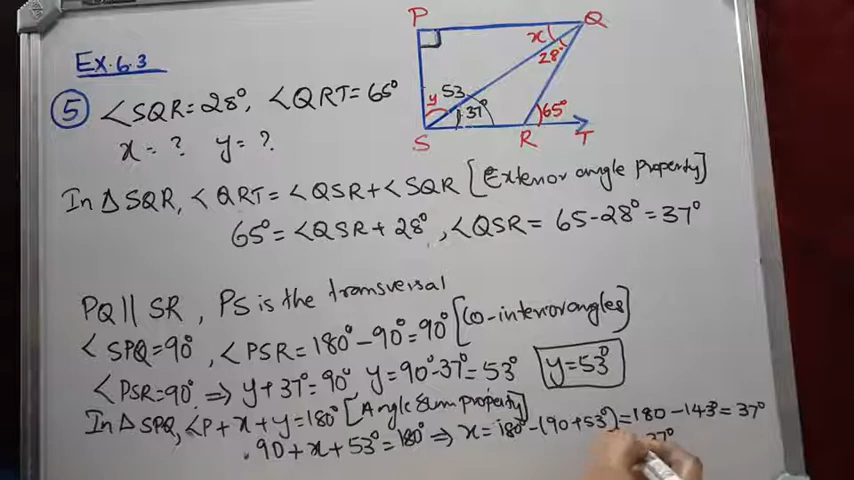 P
Q
x
28°
Ex.6.3
y 53
37°
65°
S
R
T
⑤ ∠SQR=28°, ∠QRT=65°
x = ? y = ?
In △SQR, ∠QRT = ∠QSR + ∠SQR [Exterior angle Property]
65° = ∠QSR + 28°, ∠QSR = 65-28° = 37°
PQ || SR, PS is the transversal
∠SPQ=90°, ∠PSR = 180°-90° = 90° [Co-interior angles]
∠PSR=90° ⇒ y+37°=90° y=90°-37°=53° y=53°
In △SPQ, ∠P+x+y=180° [Angle Sum property]
90+x+53°=180° ⇒ x=180°-(90+53°)=180-143°=37°
37°